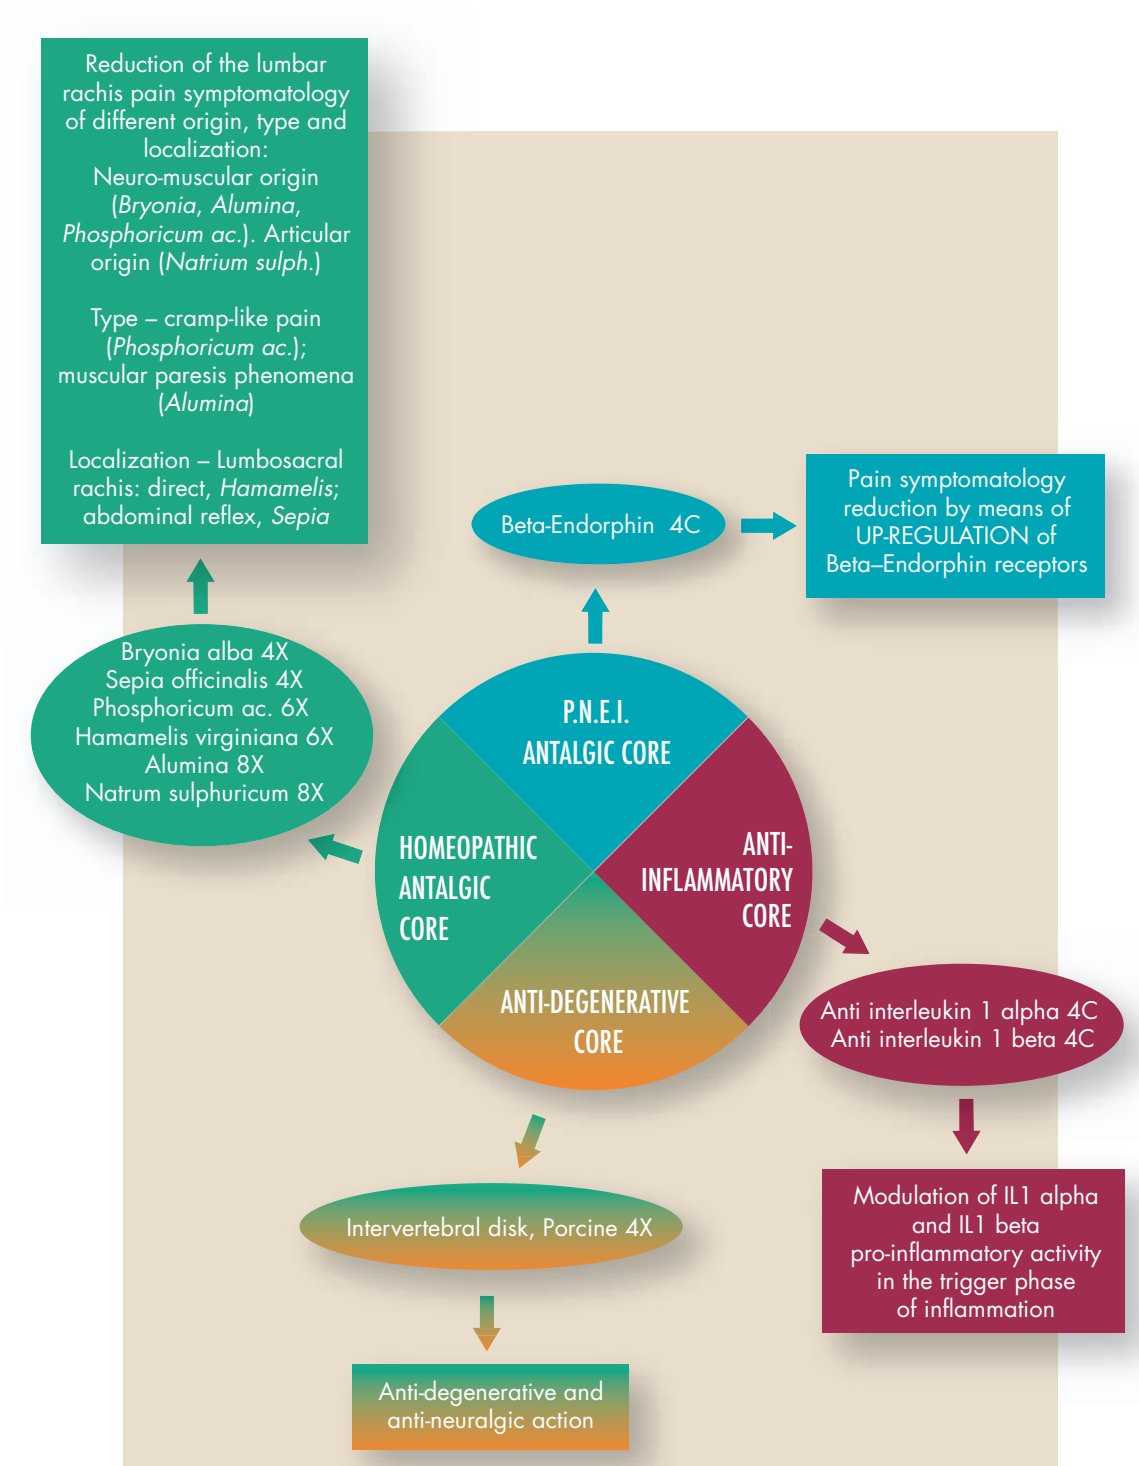 Reduction of the lumbar
rachis pain symptomatology
of different origin, type and
localization:
Neuro-muscular origin
(Bryonia, Alumina,
Phosphoricum ac.). Articular
origin (Natrium sulph.)
Type – cramp-like pain
(Phosphoricum ac.);
muscular paresis phenomena
(Alumina)
Localization – Lumbosacral
rachis: direct, Hamamelis;
abdominal reflex, Sepia
Beta-Endorphin 4C
Pain symptomatology
reduction by means of
UP-REGULATION of
Beta–Endorphin receptors
Bryonia alba 4X
Sepia officinalis 4X
Phosphoricum ac. 6X
Hamamelis virginiana 6X
Alumina 8X
Natrum sulphuricum 8X
P.N.E.I.
ANTALGIC CORE
HOMEOPATHIC
ANTALGIC
CORE
ANTI-
INFLAMMATORY
CORE
ANTI-DEGENERATIVE
CORE
Anti interleukin 1 alpha 4C
Anti interleukin 1 beta 4C
Modulation of IL1 alpha
and IL1 beta
pro-inflammatory activity
in the trigger phase
of inflammation
Intervertebral disk, Porcine 4X
Anti-degenerative and
anti-neuralgic action